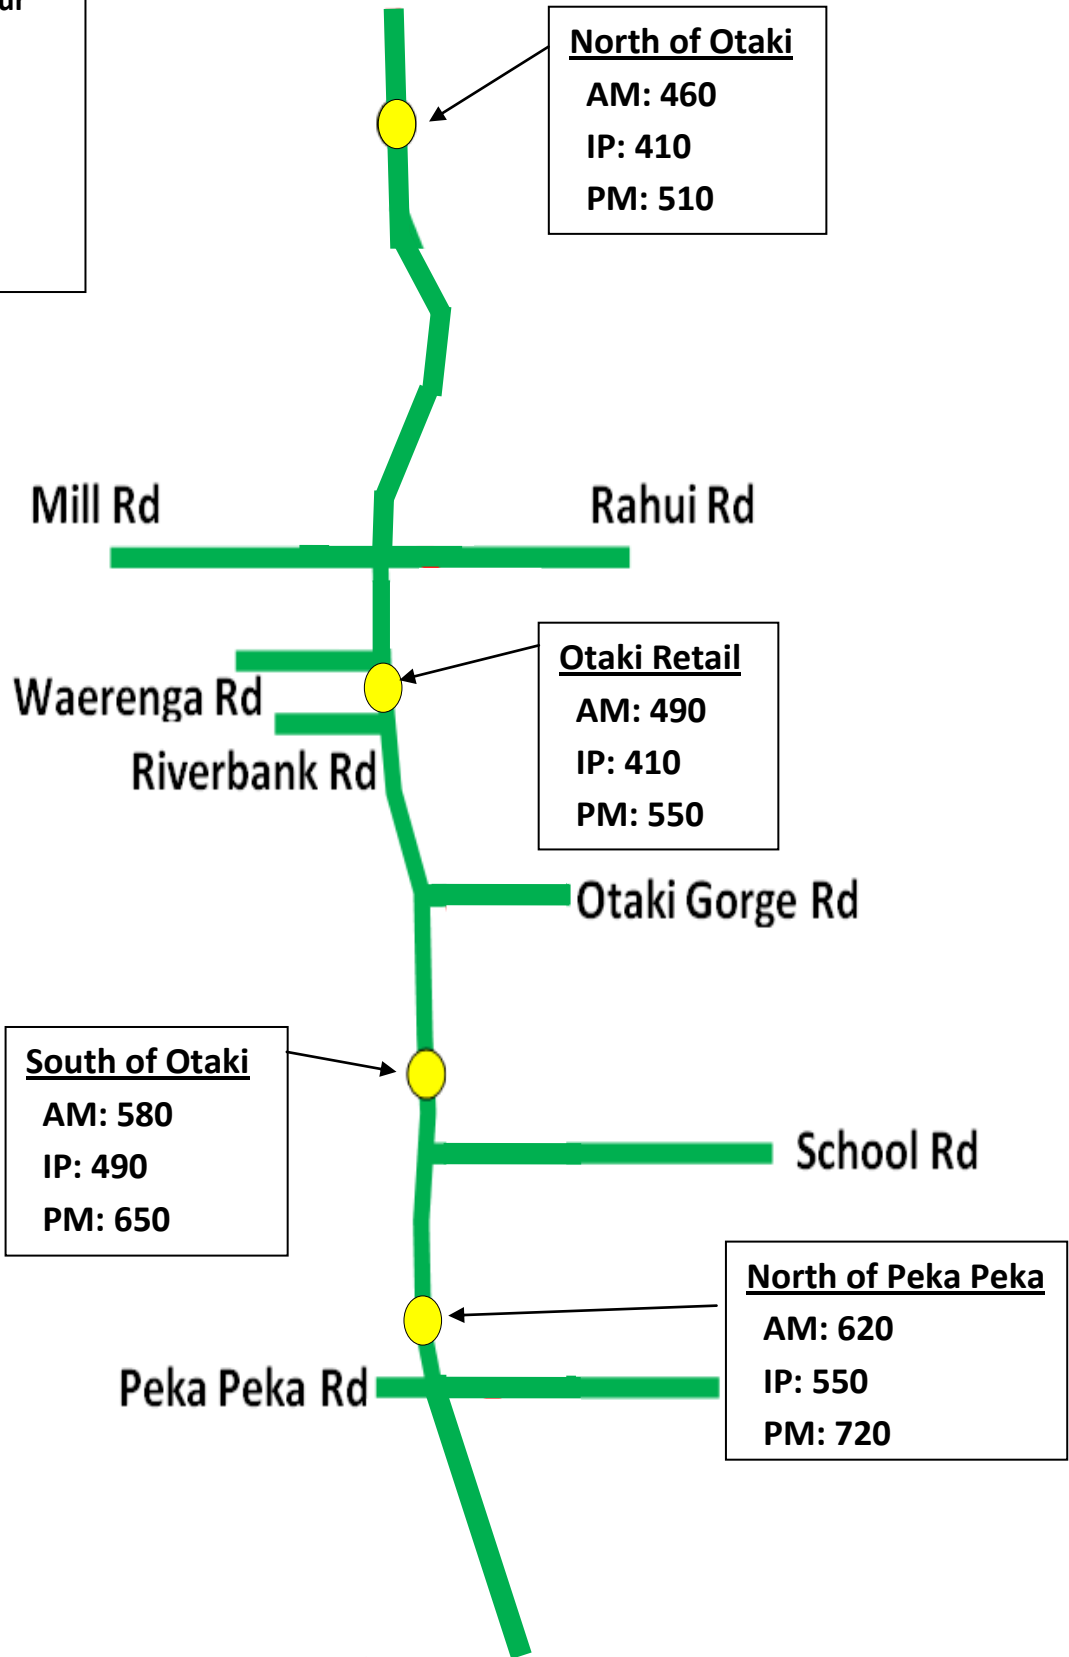 North of Otaki
AM: 460
IP: 410
PM: 510
Mill Rd
Rahui Rd
Otaki Retail
AM: 490
IP: 410
PM: 550
Waerenga Rd
Riverbank Rd
Otaki Gorge Rd
South of Otaki
AM: 580
IP: 490
PM: 650
School Rd
North of Peka Peka
AM: 620
IP: 550
PM: 720
Peka Peka Rd